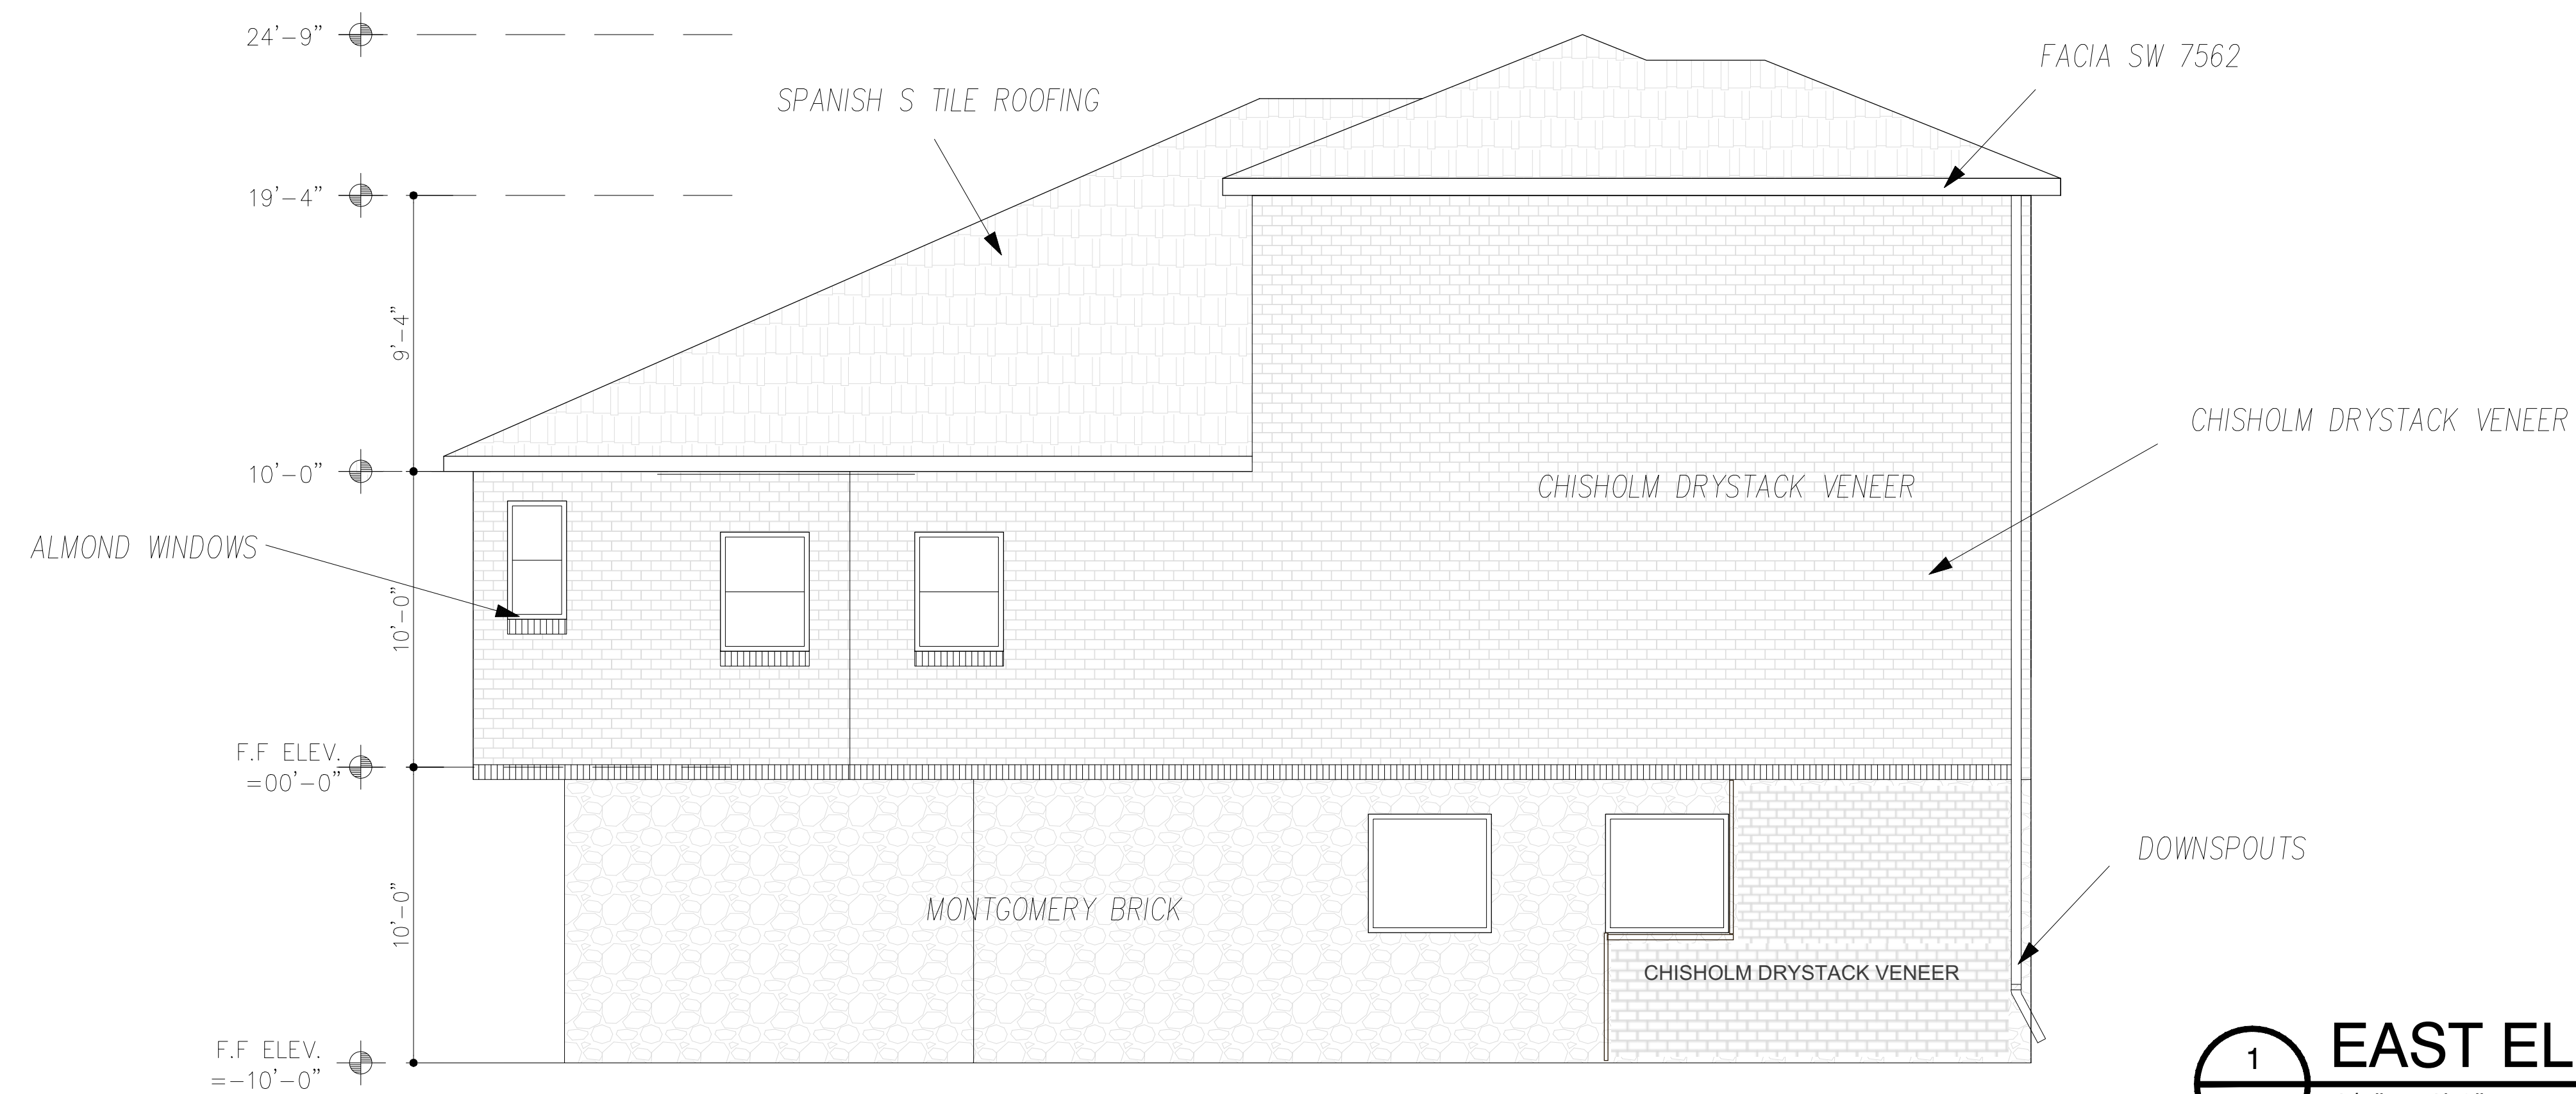 24'-9"
FACIA SW 7562
SPANISH S TILE ROOFING
19'-4"
9'-4"
CHISHOLM DRYSTACK VENEER
10'-0"
CHISHOLM DRYSTACK VENEER
ALMOND WINDOWS
10'-0"
F.F ELEV.
=00'-0"
DOWNSPOUTS
MONTGOMERY BRICK
10'-0"
CHISHOLM DRYSTACK VENEER
F.F ELEV.
=-10'-0"
1
EAST EL